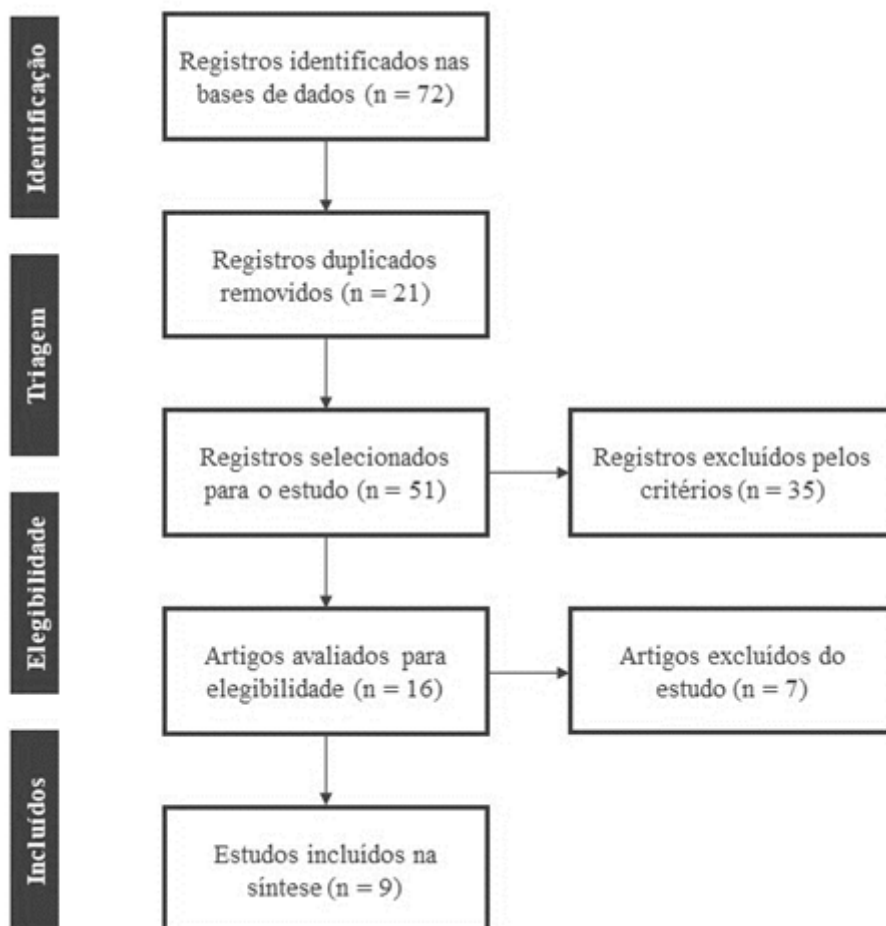 Identificação
Registros identificados nas
bases de dados (n = 72)
Triagem
Registros duplicados
removidos (n = 21)
Registros selecionados
para o estudo (n = 51)
Registros excluídos pelos
critérios (n = 35)
Elegibilidade
Artigos avaliados para
elegibilidade (n = 16)
Artigos excluídos do
estudo (n = 7)
Incluídos
Estudos incluídos na
síntese (n = 9)